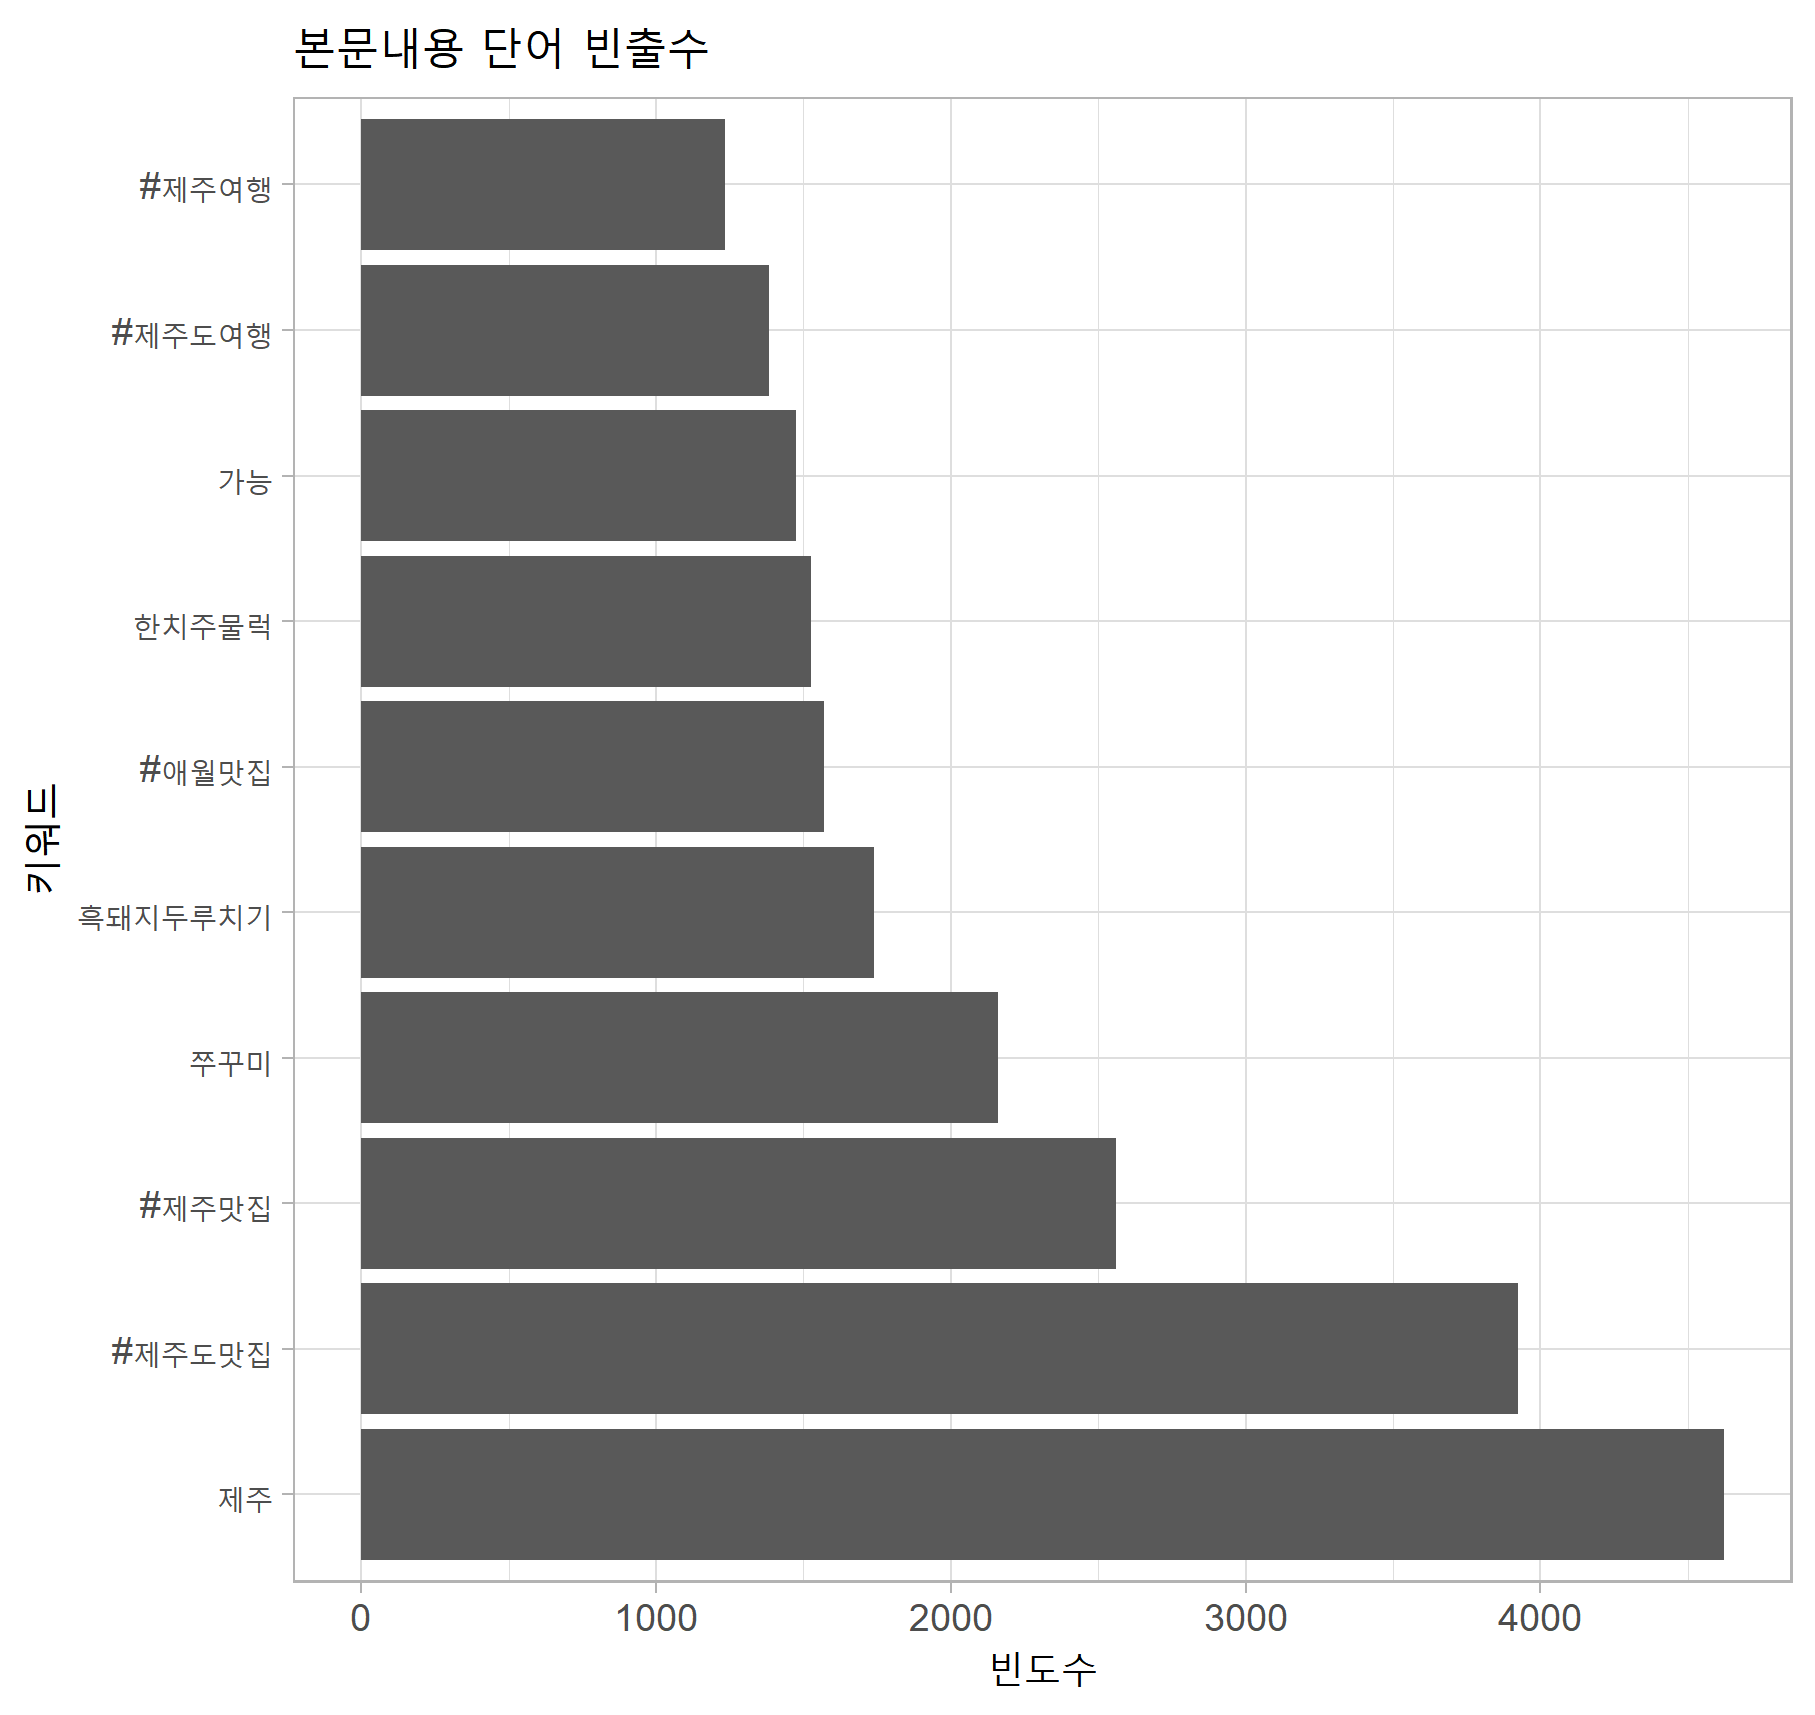 본문내용 단어 빈출수
#제주여행
#제주도여행
가능
한치주물럭
#애월맛집
흑돼지두루치기
쭈꾸미
#제주맛집
#제주도맛집
제주
키워드
0 1000 2000 3000 4000
빈도수